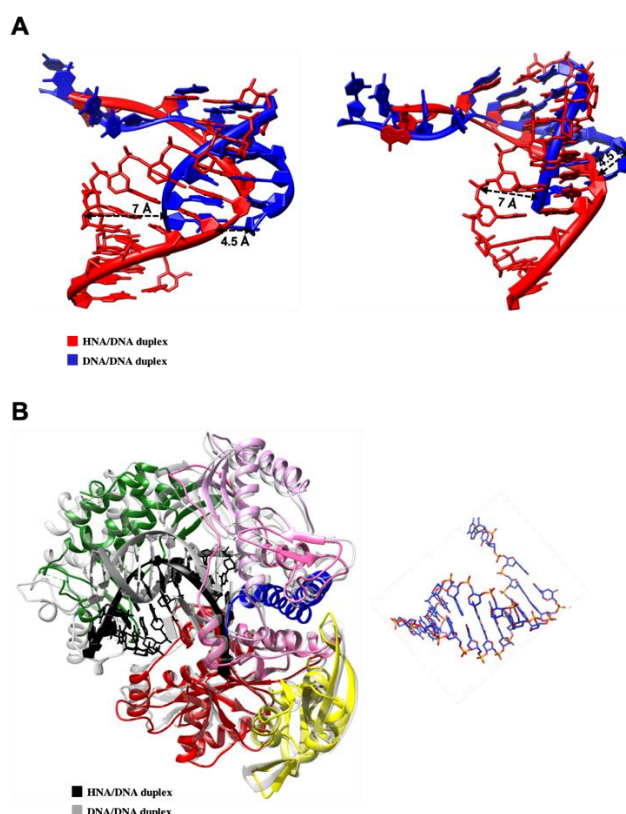 A
7 Å
4.5 Å
7 Å
4.5
HNA/DNA duplex
DNA/DNA duplex
B
HNA/DNA duplex
DNA/DNA duplex